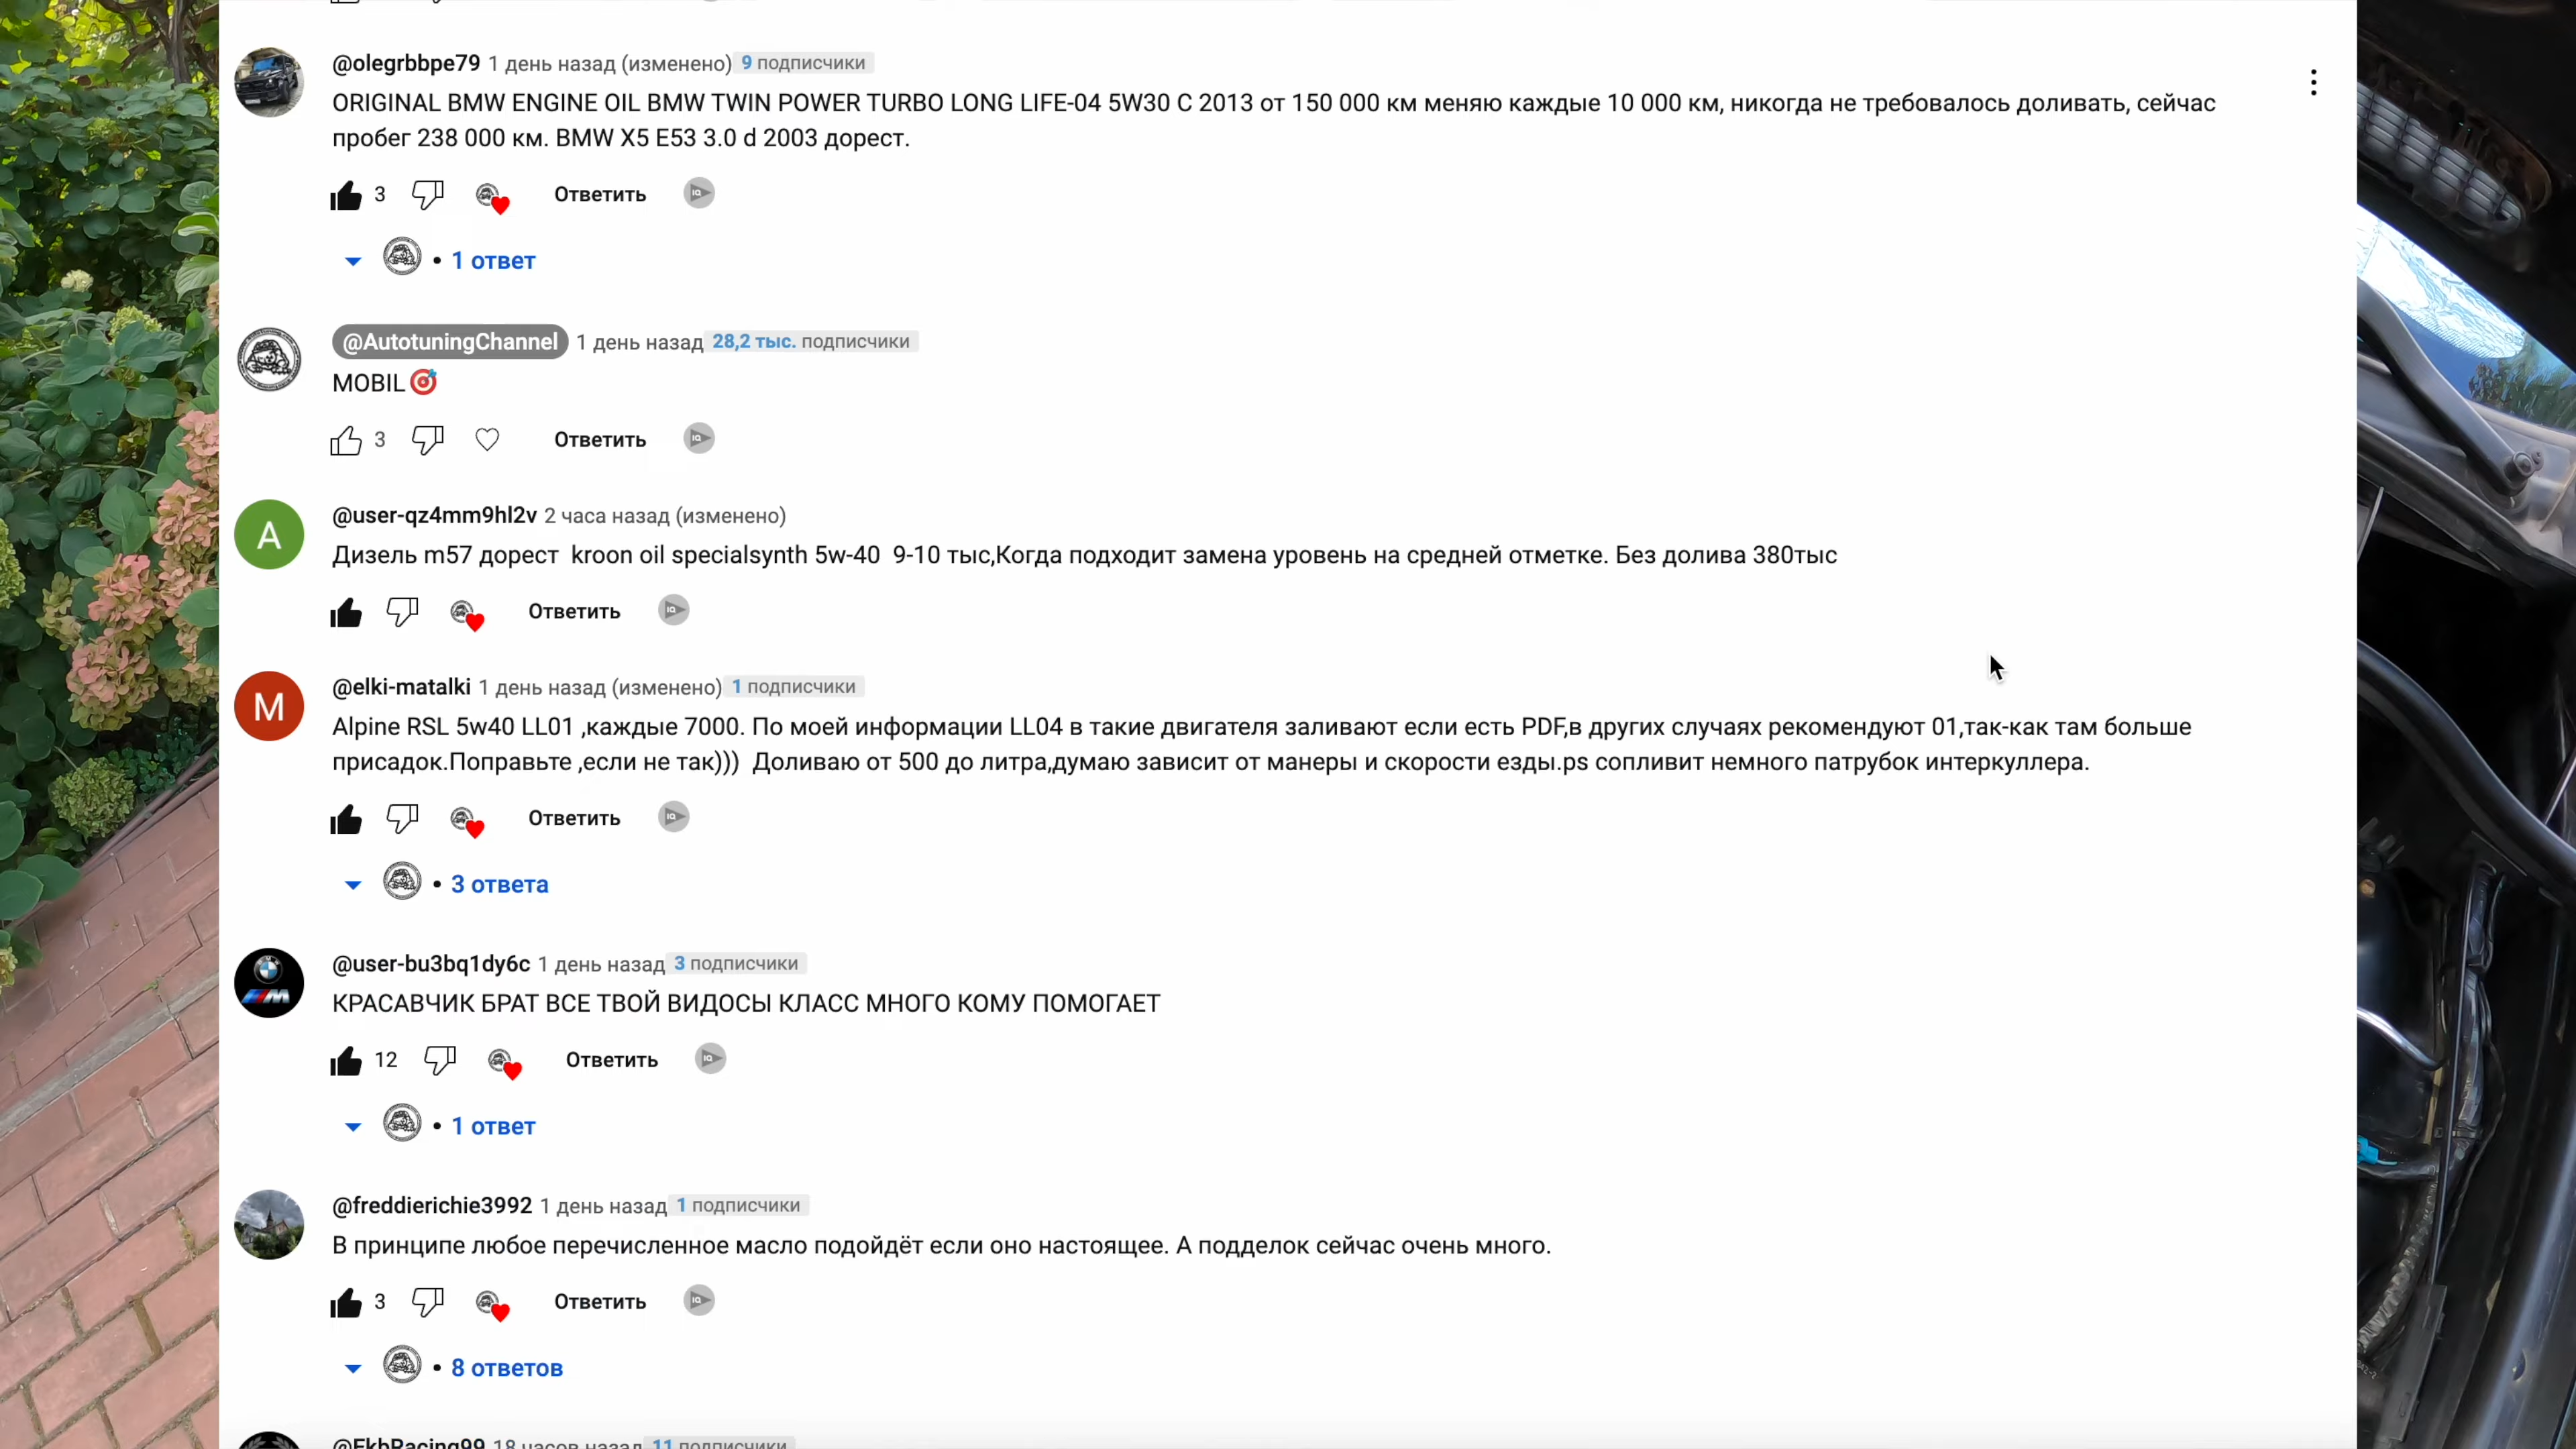 @olegrbbpe79 1 день назад (изменено) 9 подписчики
ORIGINAL BMW ENGINE OIL BMW TWIN POWER TURBO LONG LIFE-04 5W30 С 2013 от 150 000 км меняю каждые 10 000 км, никогда не требовалось доливать, сейчас
пробег 238 000 км. BMW X5 E53 3.0 d 2003 дорест.
3 Ответить
• 1 ответ
@AutotuningChannel 1 день назад 28,2 тыс. подписчики
MOBIL🎯
3 Ответить
A @user-qz4mm9hl2v 2 часа назад (изменено)
Дизель m57 дорест kroon oil specialsynth 5w-40 9-10 тыс,Когда подходит замена уровень на средней отметке. Без долива 380тыс
Ответить
M @elki-matalki 1 день назад (изменено) 1 подписчики
Alpine RSL 5w40 LL01 ,каждые 7000. По моей информации LL04 в такие двигателя заливают если есть PDF,в других случаях рекомендуют 01,так-как там больше
присадок.Поправьте ,если не так))) Доливаю от 500 до литра,думаю зависит от манеры и скорости езды.ps сопливит немного патрубок интеркуллера.
Ответить
• 3 ответа
@user-bu3bq1dy6c 1 день назад 3 подписчики
КРАСАВЧИК БРАТ ВСЕ ТВОЙ ВИДОСЫ КЛАСС МНОГО КОМУ ПОМОГАЕТ
12 Ответить
• 1 ответ
@freddierichie3992 1 день назад 1 подписчики
В принципе любое перечисленное масло подойдёт если оно настоящее. А подделок сейчас очень много.
3 Ответить
• 8 ответов
@EkbRacing99 18 часов назад 11 подписчики